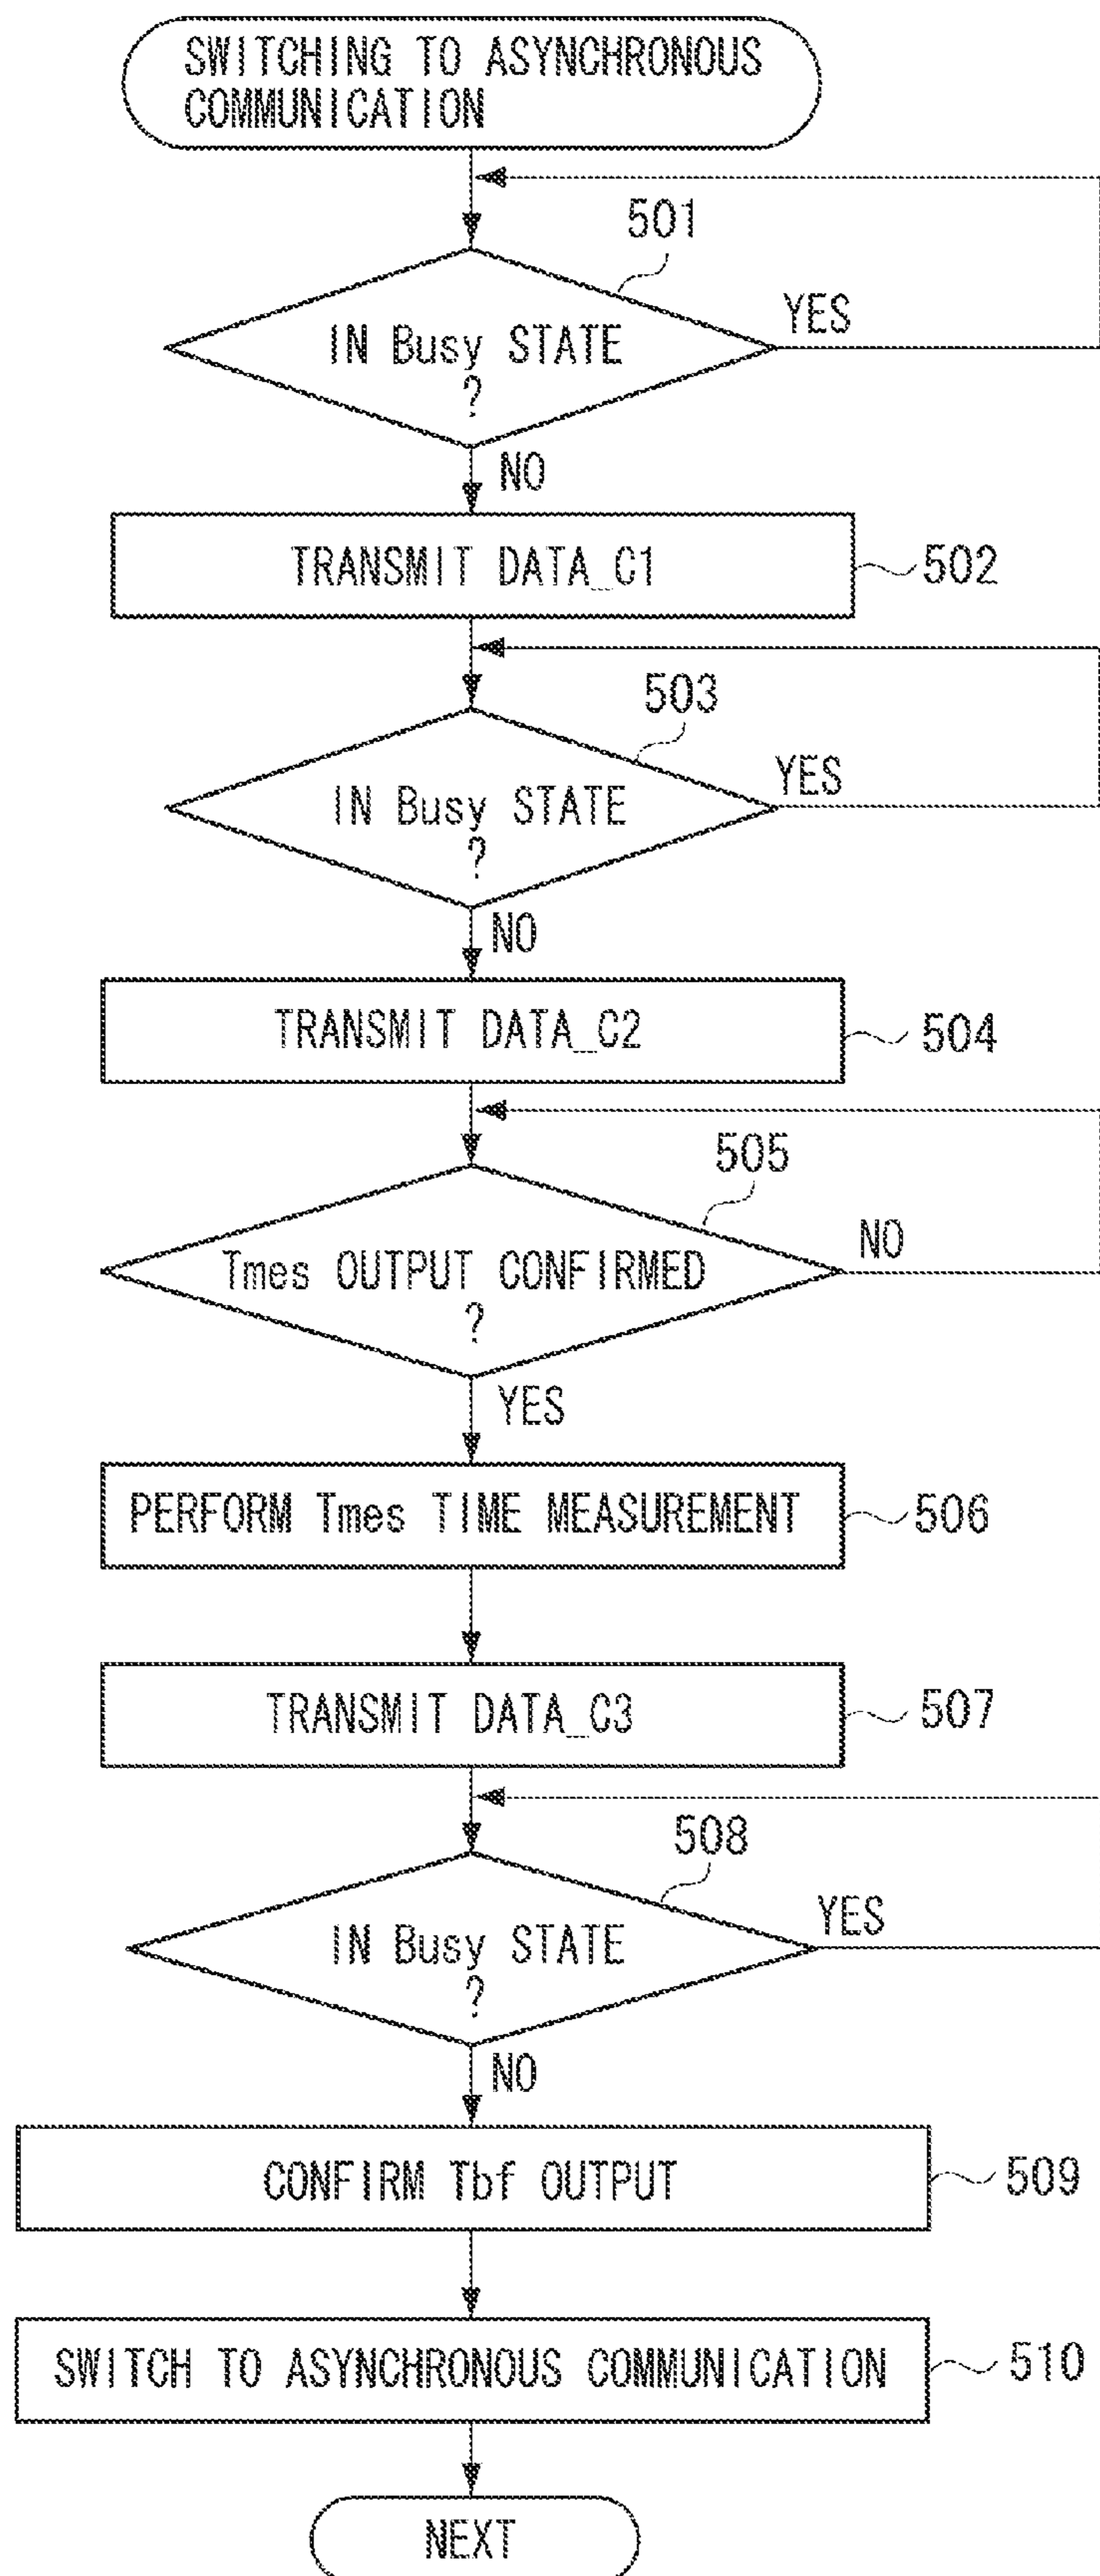 SWITCHING TO ASYNCHRONOUS
COMMUNICATION
501
IN Busy STATE
?
YES
NO
TRANSMIT DATA_C1
502
503
IN Busy STATE
?
YES
NO
TRANSMIT DATA_C2
504
505
Tmes OUTPUT CONFIRMED
?
NO
YES
PERFORM Tmes TIME MEASUREMENT
506
TRANSMIT DATA_C3
507
508
IN Busy STATE
?
YES
NO
CONFIRM Tbf OUTPUT
509
SWITCH TO ASYNCHRONOUS COMMUNICATION
510
NEXT